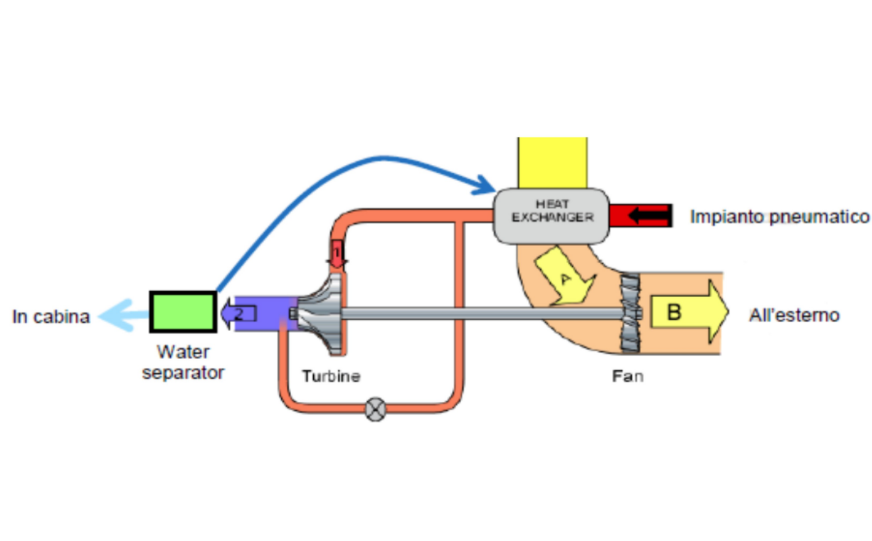 HEAT
EXCHANGER
Impianto pneumatico
1
A
2
B
In cabina
All'esterno
Water
separator
Turbine
Fan